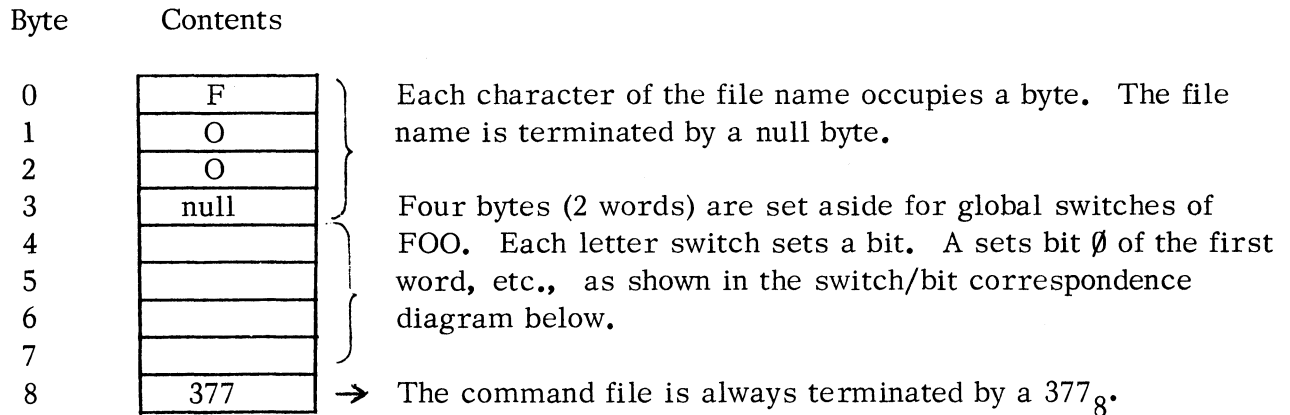 Byte Contents
0 F Each character of the file name occupies a byte. The file
1 O name is terminated by a null byte.
2 O
3 null Four bytes (2 words) are set aside for global switches of
4 FOO. Each letter switch sets a bit. A sets bit Ø of the first
5 word, etc., as shown in the switch/bit correspondence
6 diagram below.
7
8 377 → The command file is always terminated by a 377₈.